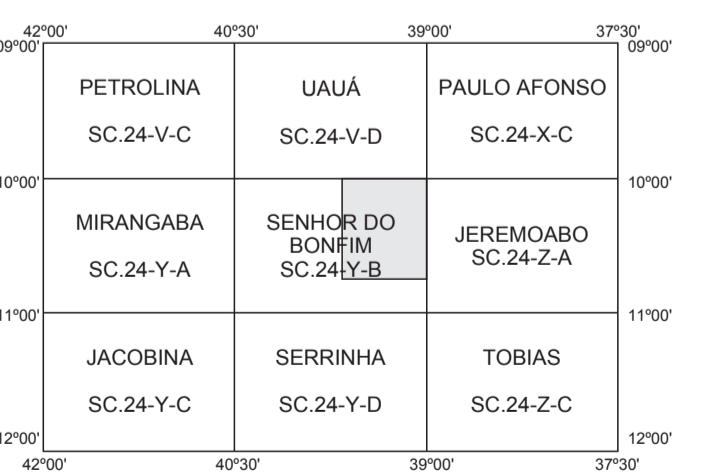 42º00' 40º30' 39º00' 37º30'
09º00' 09º00'
PETROLINA UAUÁ PAULO AFONSO
SC.24-V-C SC.24-V-D SC.24-X-C
10º00' 10º00'
MIRANGABA SENHOR DO BONFIM JEREMOABO
SC.24-Y-A SC.24-Y-B SC.24-Z-A
11º00' 11º00'
JACOBINA SERRINHA TOBIAS
SC.24-Y-C SC.24-Y-D SC.24-Z-C
12º00' 12º00'
42º00' 40º30' 39º00' 37º30'